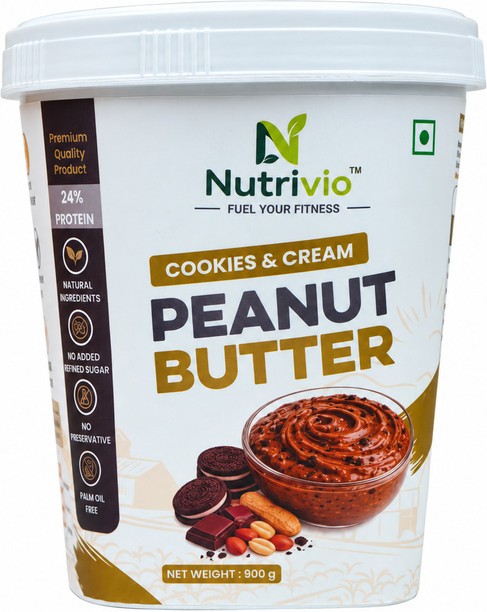 Nutrivio™
FUEL YOUR FITNESS
COOKIES & CREAM
PEANUT
BUTTER
Premium
Quality
Product
24%
PROTEIN
NATURAL
INGREDIENTS
NO ADDED
REFINED SUGAR
NO
PRESERVATIVE
PALM OIL
FREE
NET WEIGHT : 900 g